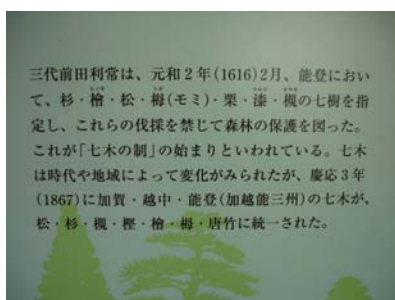 三代前田利常は、元和2年(1616)2月、能登におい
て、杉・檜・松・栂(モミ)・栗・漆・槻の七樹を指
定し、これらの伐採を禁じて森林の保護を図った。
これが「七木の制」の始まりといわれている。七木
は時代や地域によって変化がみられたが、慶応3年
(1867)に加賀・越中・能登(加越能三州)の七木が、
松・杉・槻・樫・檜・栂・唐竹に統一された。